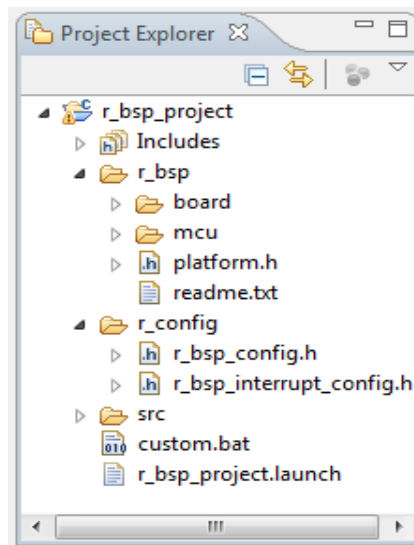 Project Explorer
r_bsp_project
Includes
r_bsp
board
mcu
platform.h
readme.txt
r_config
r_bsp_config.h
r_bsp_interrupt_config.h
src
custom.bat
r_bsp_project.launch